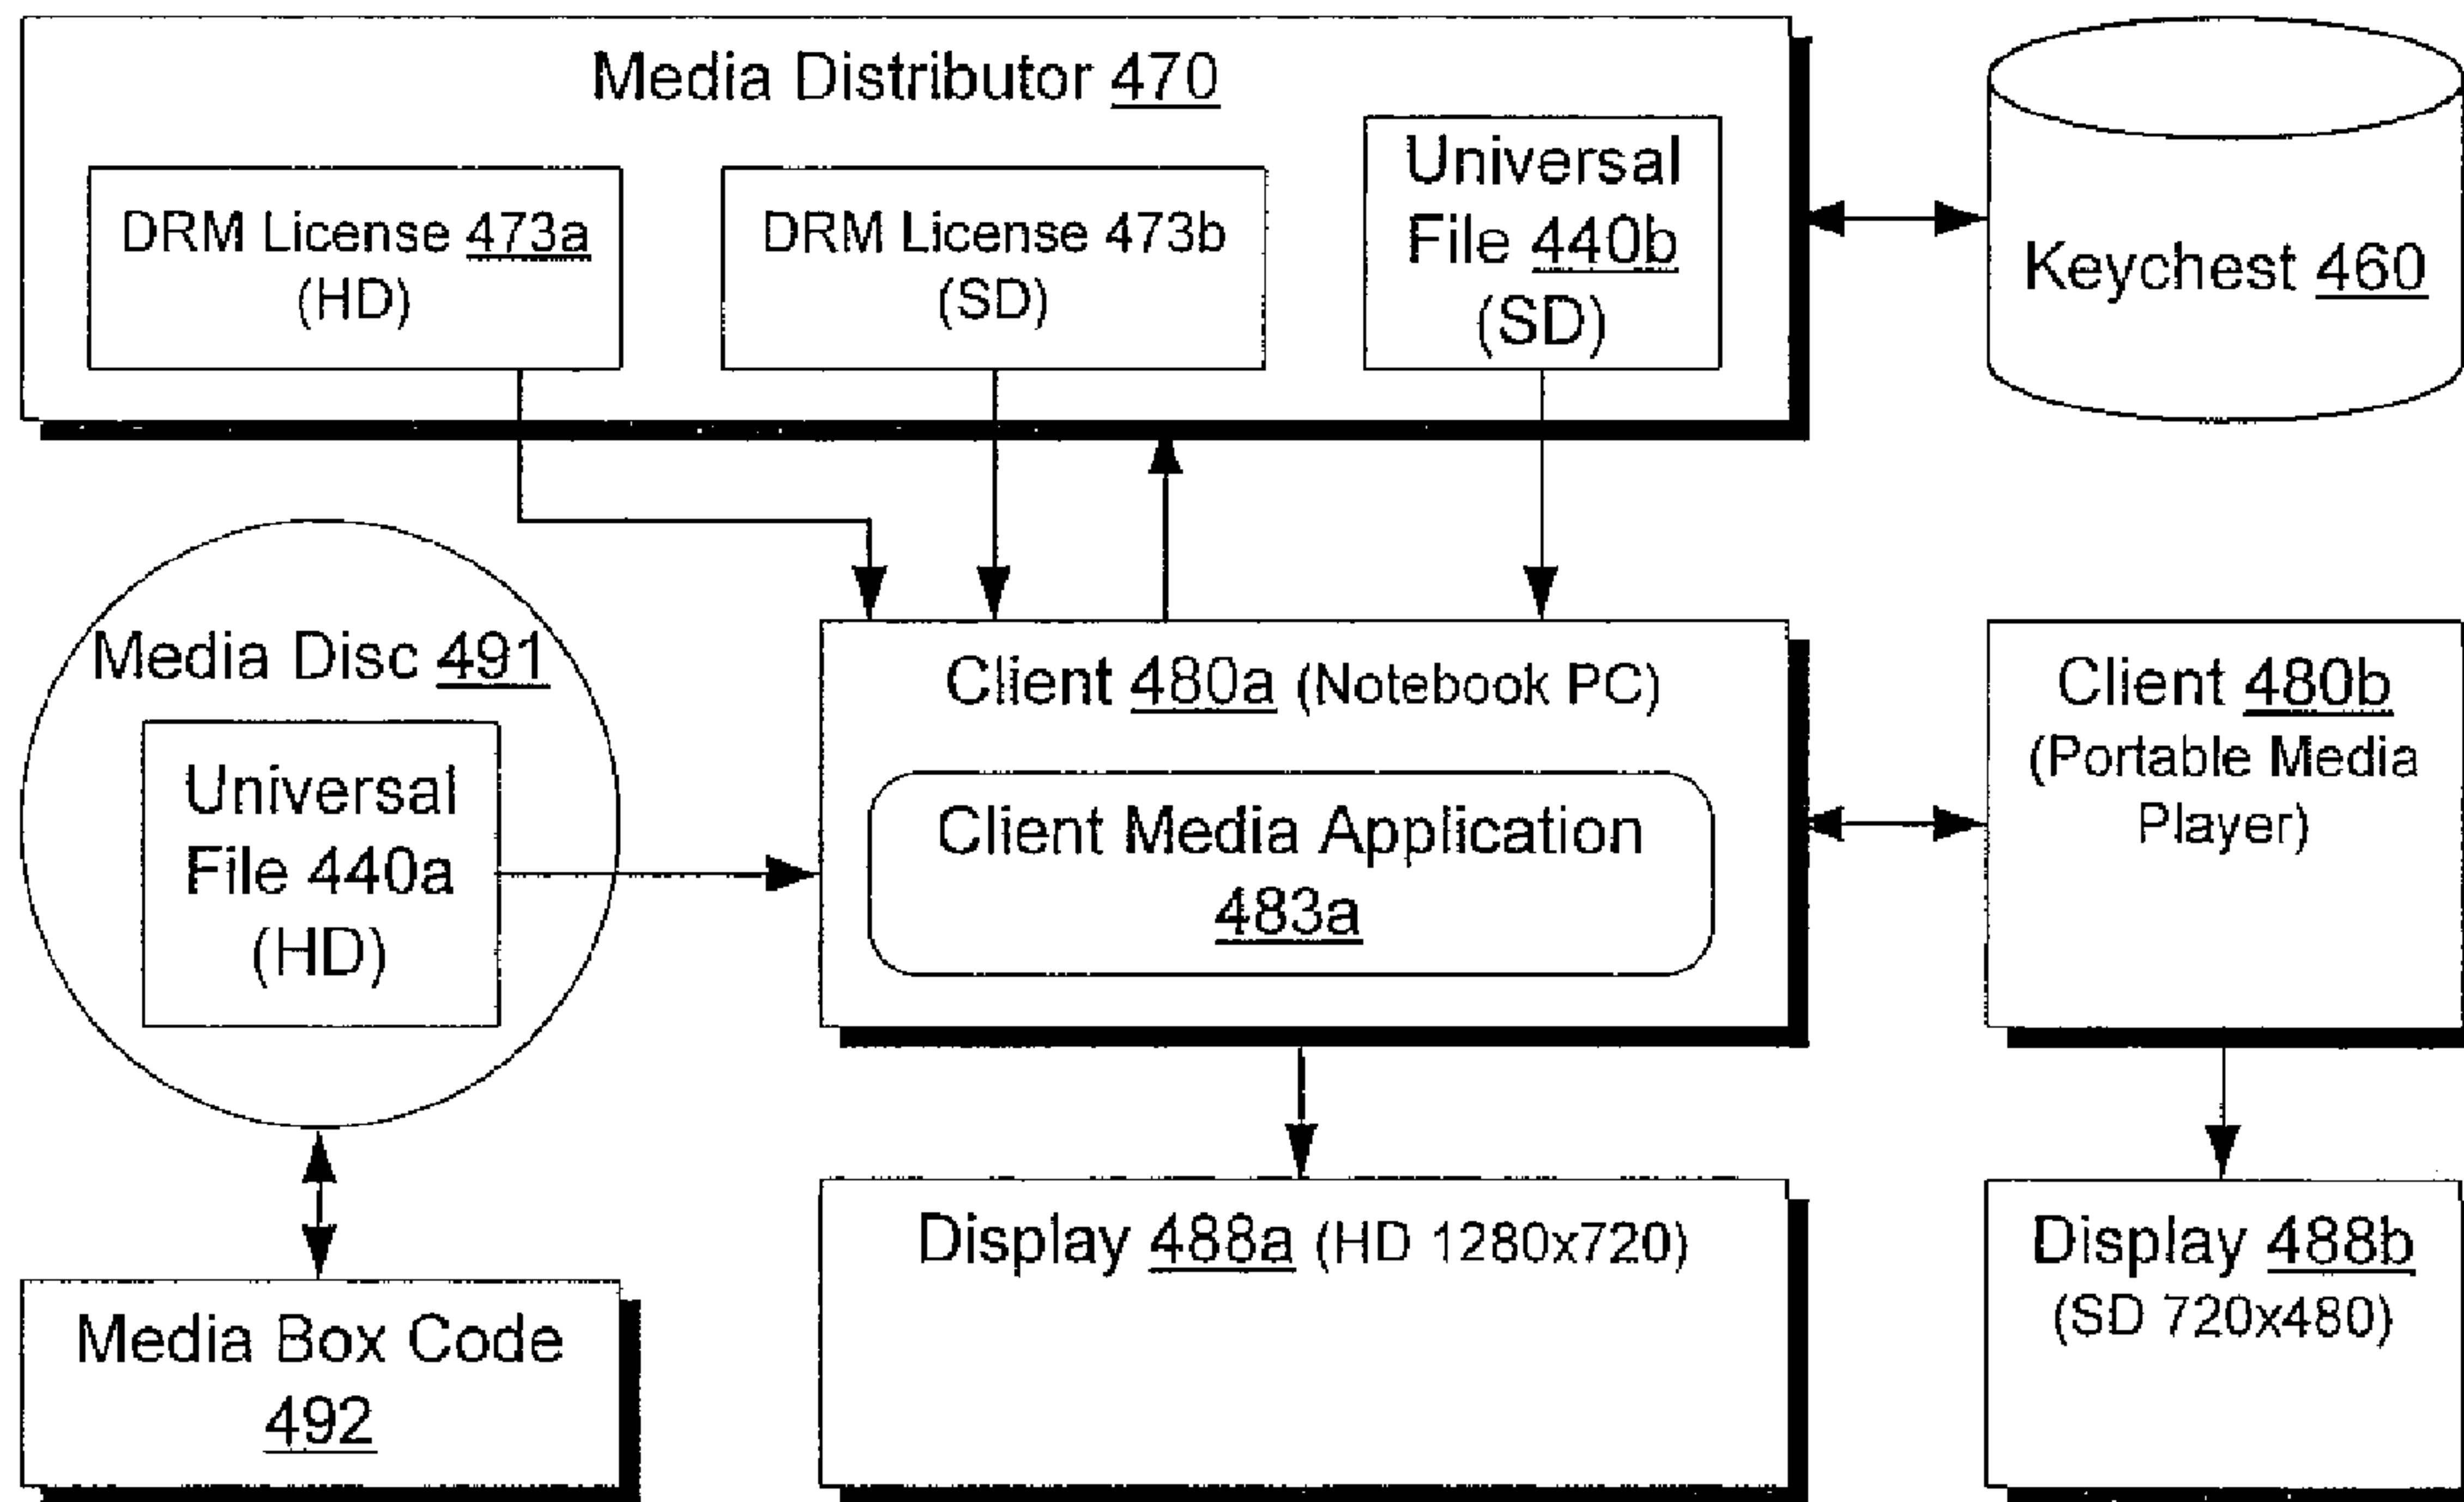 Media Distributor 470
DRM License 473a
(HD)
DRM License 473b
(SD)
Universal
File 440b
(SD)
Keychest 460
Media Disc 491
Universal
File 440a
(HD)
Client 480a (Notebook PC)
Client Media Application
483a
Client 480b
(Portable Media
Player)
Media Box Code
492
Display 488a (HD 1280x720)
Display 488b
(SD 720x480)